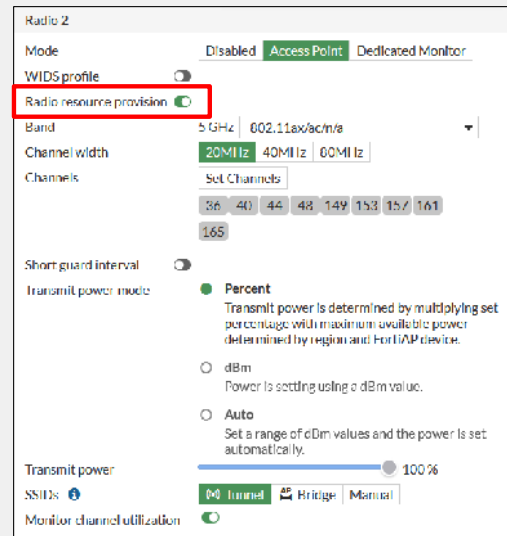 Radio 2
Mode Disabled Access Point Dedicated Monitor
WIDS profile
Radio resource provision
Band 5 GHz 802.11ax/ac/n/a
Channel width 20MHz 40MHz 80MHz
Channels Set Channels
36 40 44 48 149 153 157 161
165
Short guard interval
Transmit power mode Percent
Transmit power is determined by multiplying set
percentage with maximum available power
determined by region and FortiAP device.
dBm
Power is setting using a dBm value.
Auto
Set a range of dBm values and the power is set
automatically.
Transmit power 100%
SSIDs Tunnel Bridge Manual
Monitor channel utilization